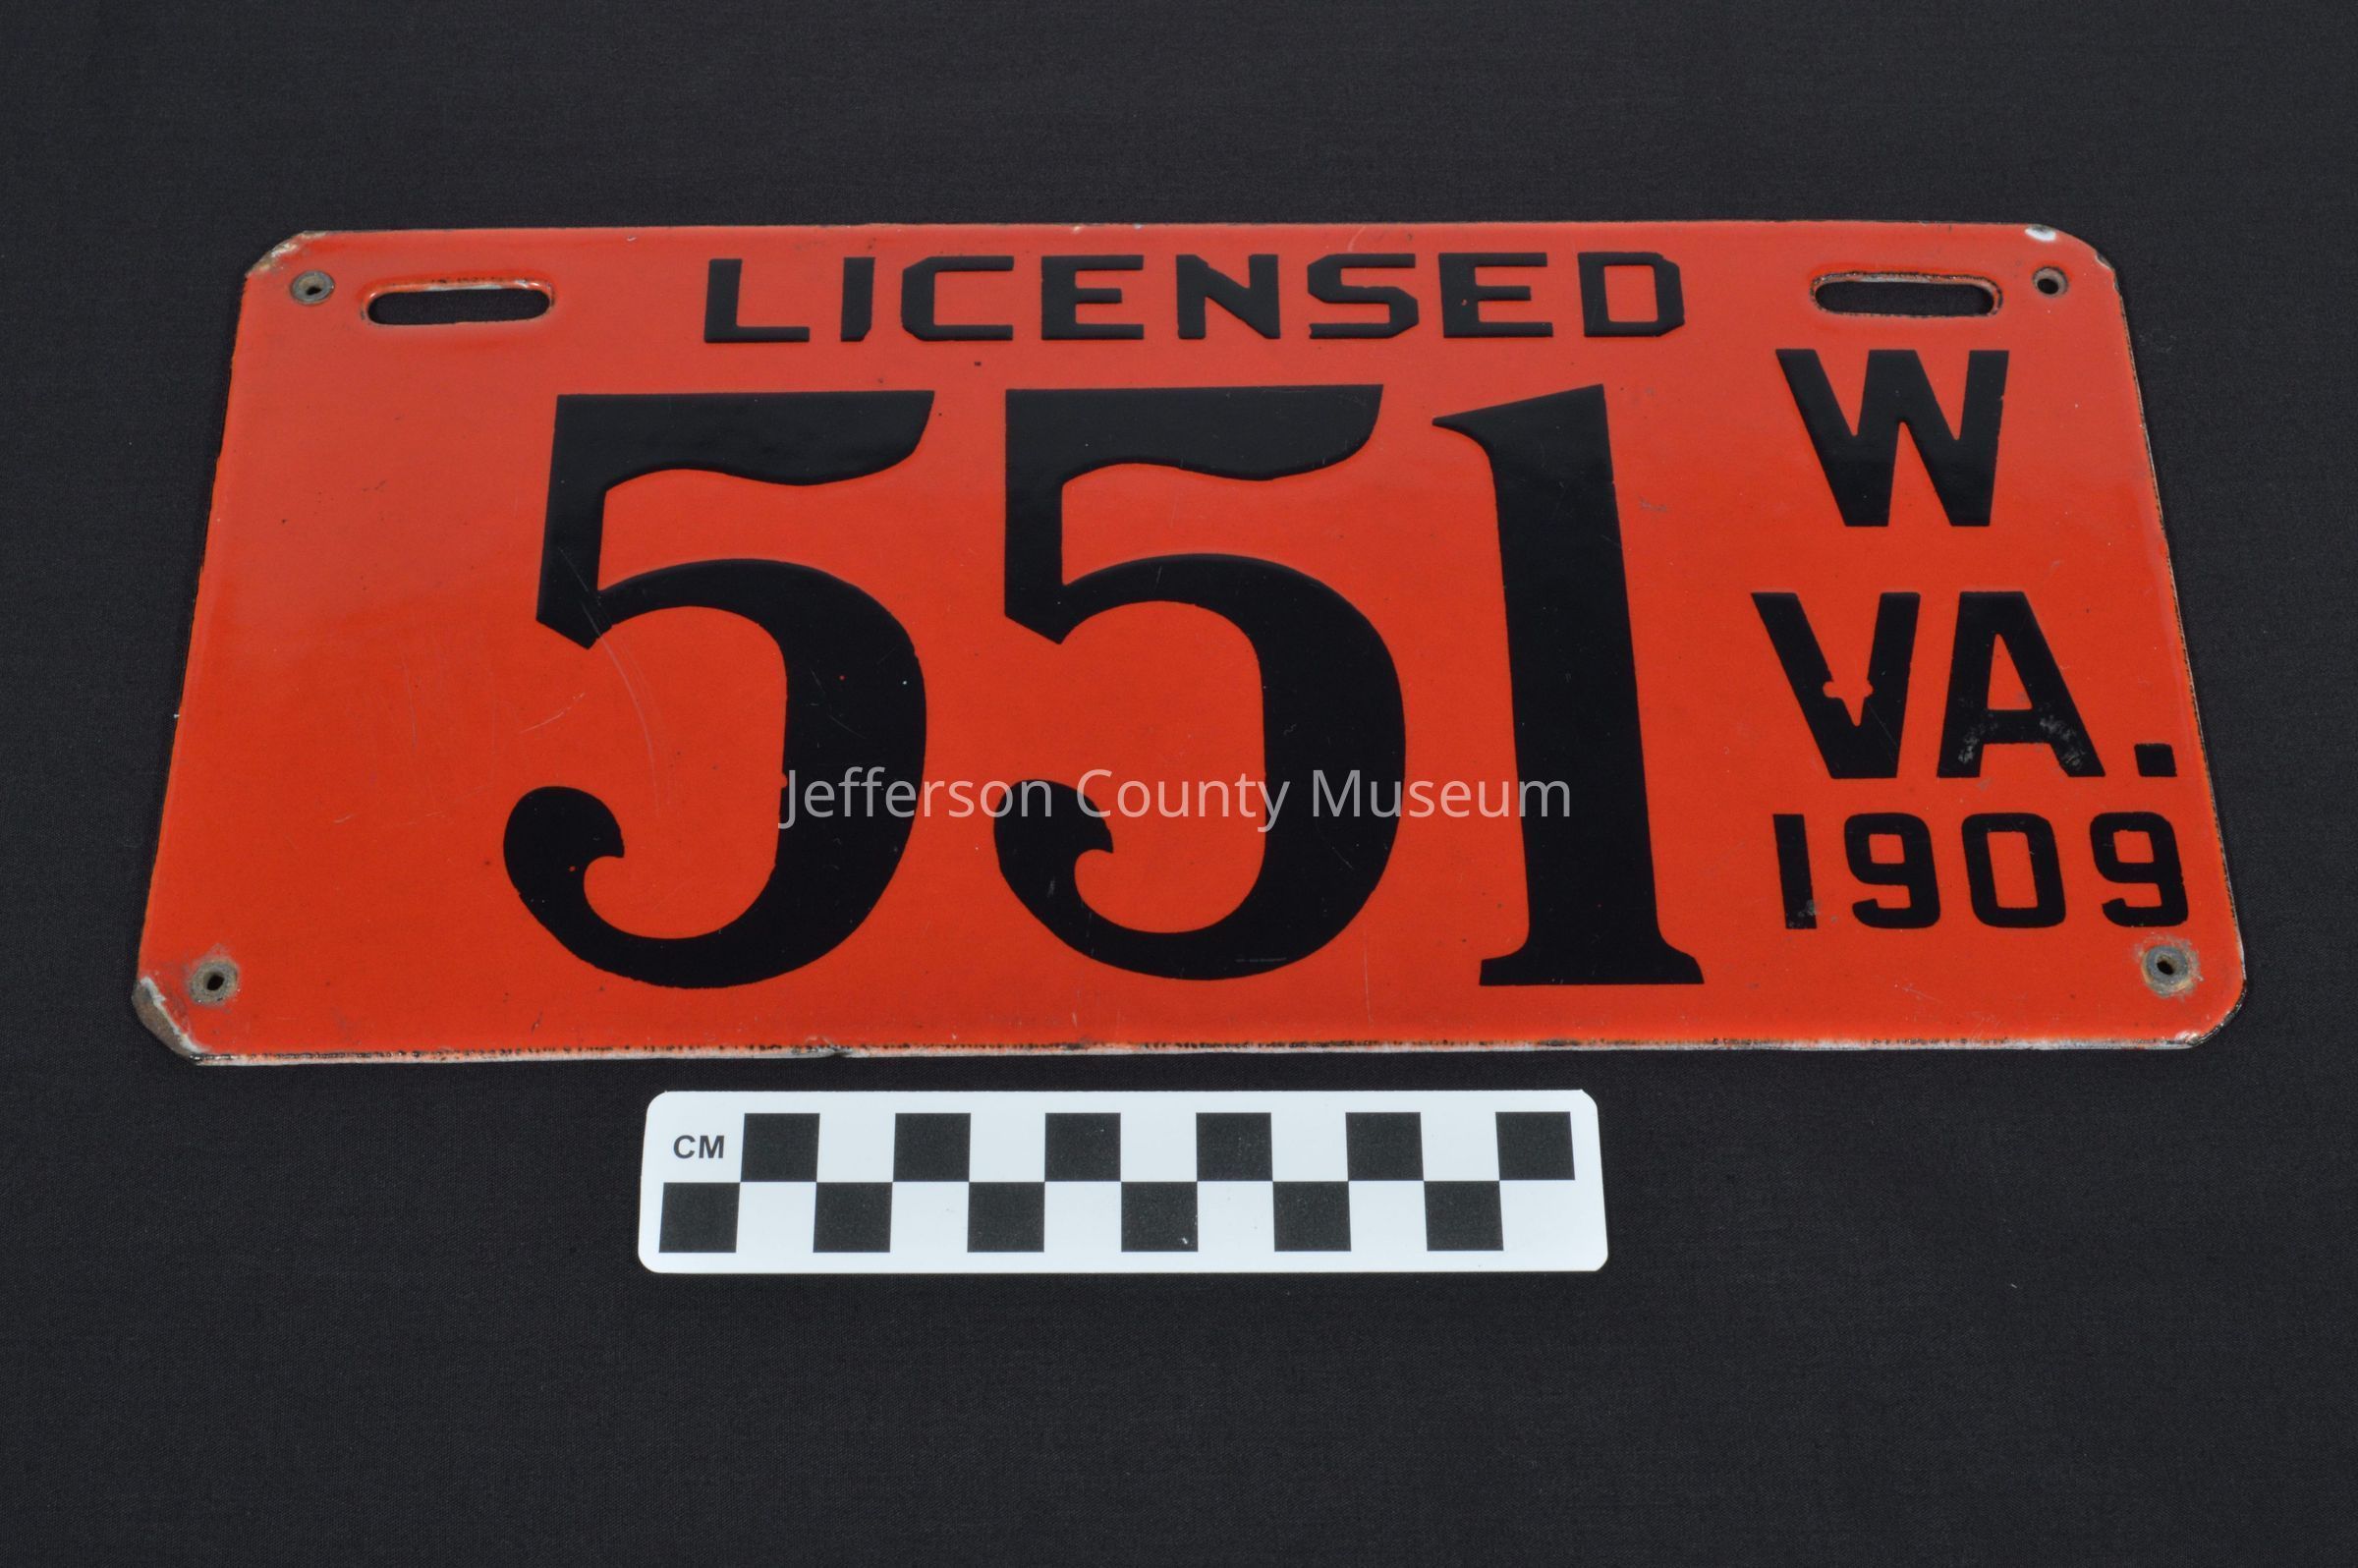 LICENSED
551
W
VA.
1909
Jefferson County Museum
CM